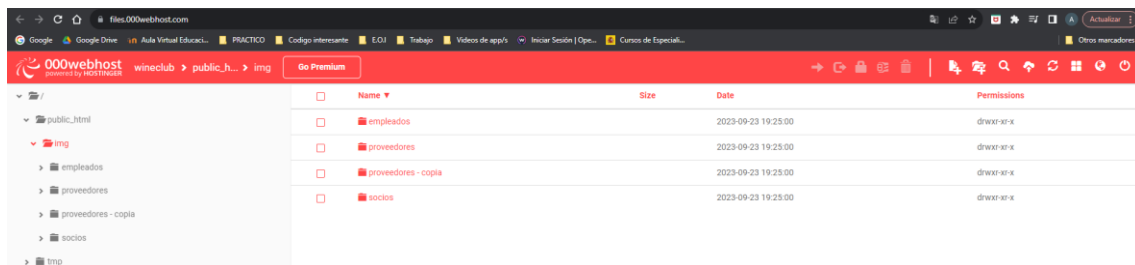 files.000webhost.com
A Actualizar
Google Google Drive Aula Virtual Educaci... PRACTICO Codigo interesante E.O.I Trabajo Videos de app/s Iniciar Sesión | Ope... Cursos de Especiali... Otros marcadores
000webhost wineclub > public_h... > img Go Premium
powered by HOSTINGER
/
public_html
img
empleados
proveedores
proveedores - copia
socios
tmp
Name ▼ Size Date Permissions
empleados 2023-09-23 19:25:00 drwxr-xr-x
proveedores 2023-09-23 19:25:00 drwxr-xr-x
proveedores - copia 2023-09-23 19:25:00 drwxr-xr-x
socios 2023-09-23 19:25:00 drwxr-xr-x